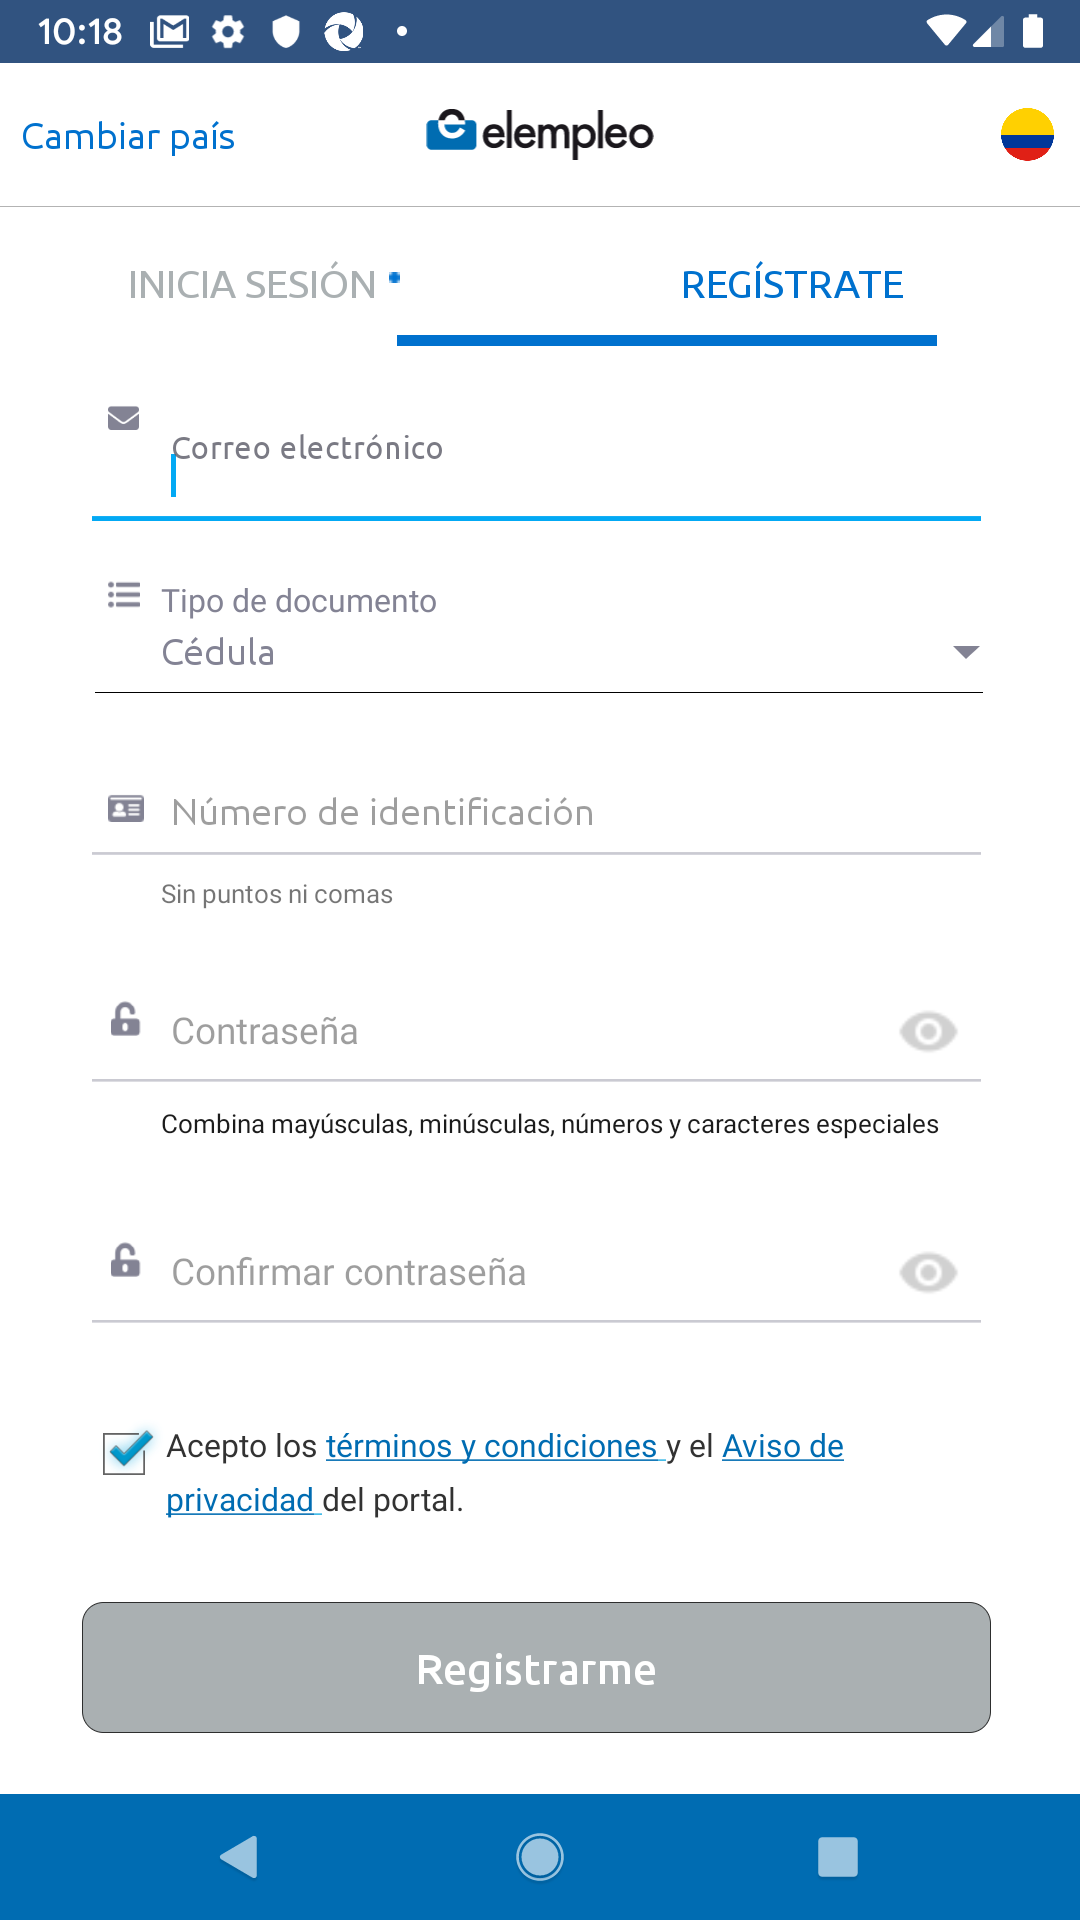 10:18
Cambiar país
elempleo
INICIA SESIÓN
REGÍSTRATE
Correo electrónico
Tipo de documento
Cédula
Número de identificación
Sin puntos ni comas
Contraseña
Combina mayúsculas, minúsculas, números y caracteres especiales
Confirmar contraseña
Acepto los términos y condiciones y el Aviso de
privacidad del portal.
Registrarme